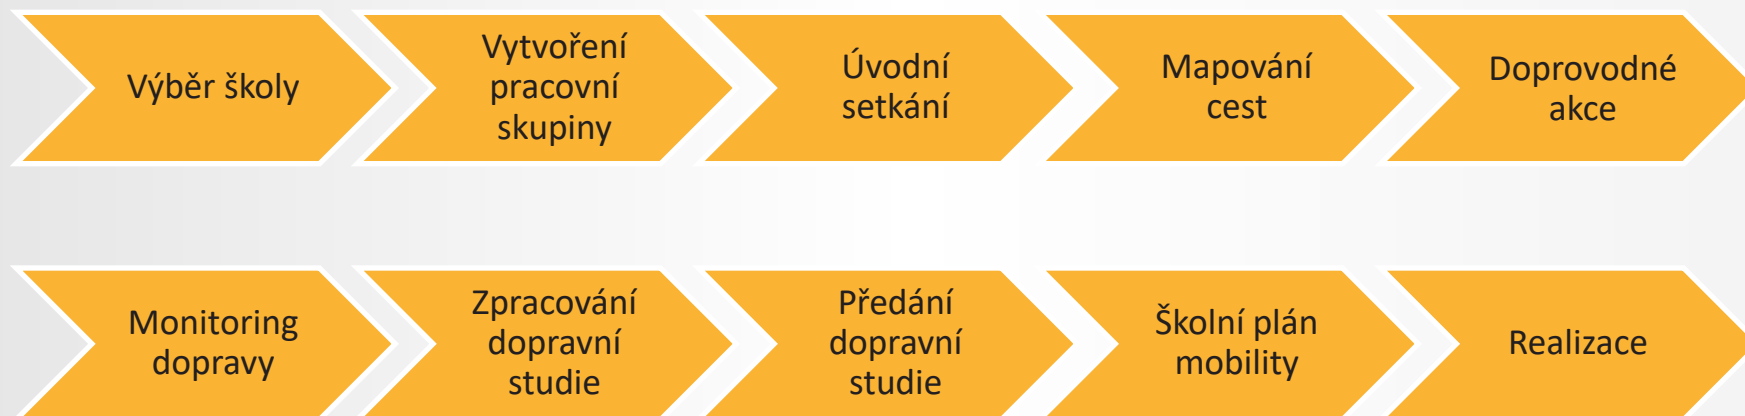 Výběr školy
Vytvoření
pracovní
skupiny
Úvodní
setkání
Mapování
cest
Doprovodné
akce
Monitoring
dopravy
Zpracování
dopravní
studie
Předání
dopravní
studie
Školní plán
mobility
Realizace